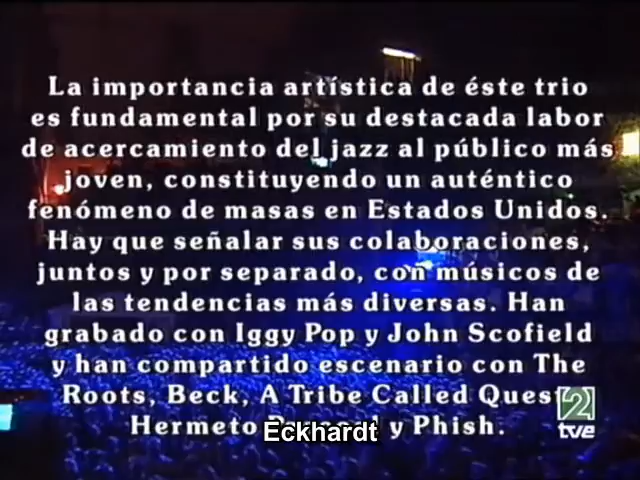 La importancia artística de éste trio
es fundamental por su destacada labor
de acercamiento del jazz al público más
joven, constituyendo un auténtico
fenómeno de masas en Estados Unidos.
Hay que señalar sus colaboraciones,
juntos y por separado, con músicos de
las tendencias más diversas. Han
grabado con Iggy Pop y John Scofield
y han compartido escenario con The
Roots, Beck, A Tribe Called Quest
Hermeto y Phish.
Eckhardt
2
tve